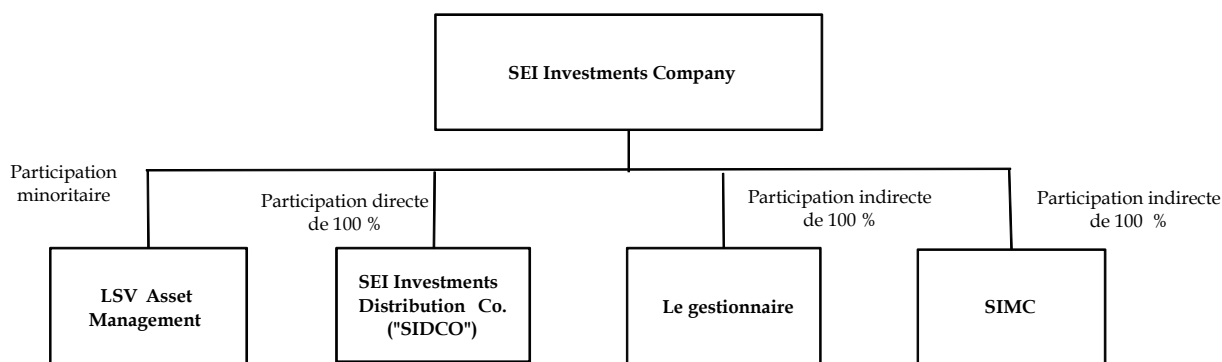 SEI Investments Company
Participation
minoritaire
Participation directe
de 100 %
Participation indirecte
de 100 %
Participation indirecte
de 100 %
LSV Asset
Management
SEI Investments
Distribution Co.
("SIDCO")
Le gestionnaire
SIMC